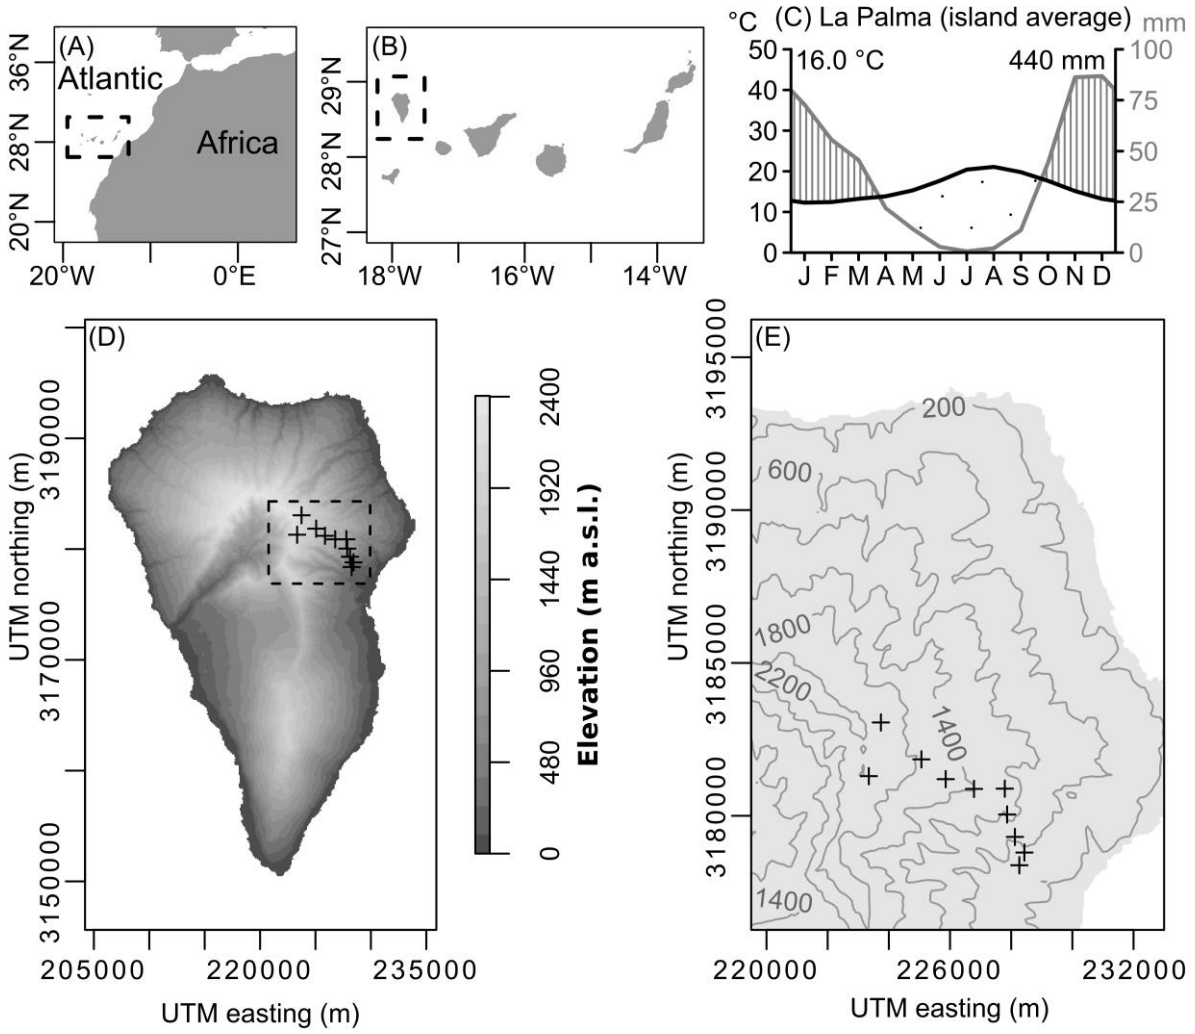 (A)
Atlantic
Africa
36°N
28°N
20°N
20°W
0°E
(B)
29°N
28°N
27°N
18°W
16°W
14°W
(C) La Palma (island average)
°C
mm
16.0 °C
440 mm
50
40
30
20
10
0
100
75
50
25
0
J F M A M J J A S O N D
(D)
UTM northing (m)
3190000
3170000
3150000
205000
220000
235000
UTM easting (m)
2400
1920
1440
960
480
0
Elevation (m a.s.l.)
(E)
UTM northing (m)
3195000
3190000
3185000
3180000
200
600
1800
2200
1400
1400
220000
226000
232000
UTM easting (m)